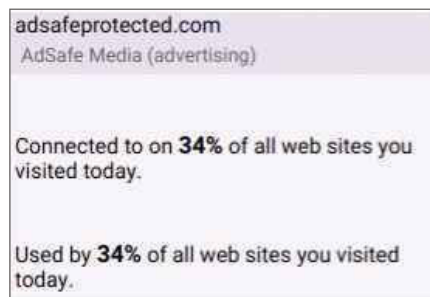 adsafeprotected.com
AdSafe Media (advertising)
Connected to on 34% of all web sites you
visited today.
Used by 34% of all web sites you visited
today.